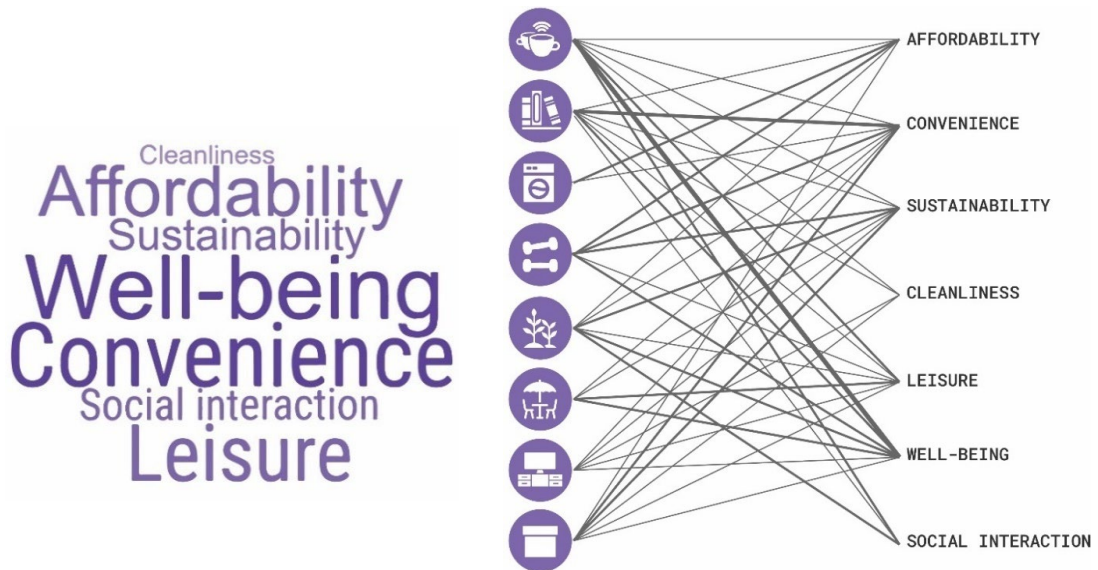 Cleanliness
Affordability
Sustainability
Well-being
Convenience
Social interaction
Leisure
AFFORDABILITY
CONVENIENCE
SUSTAINABILITY
CLEANLINESS
LEISURE
WELL-BEING
SOCIAL INTERACTION